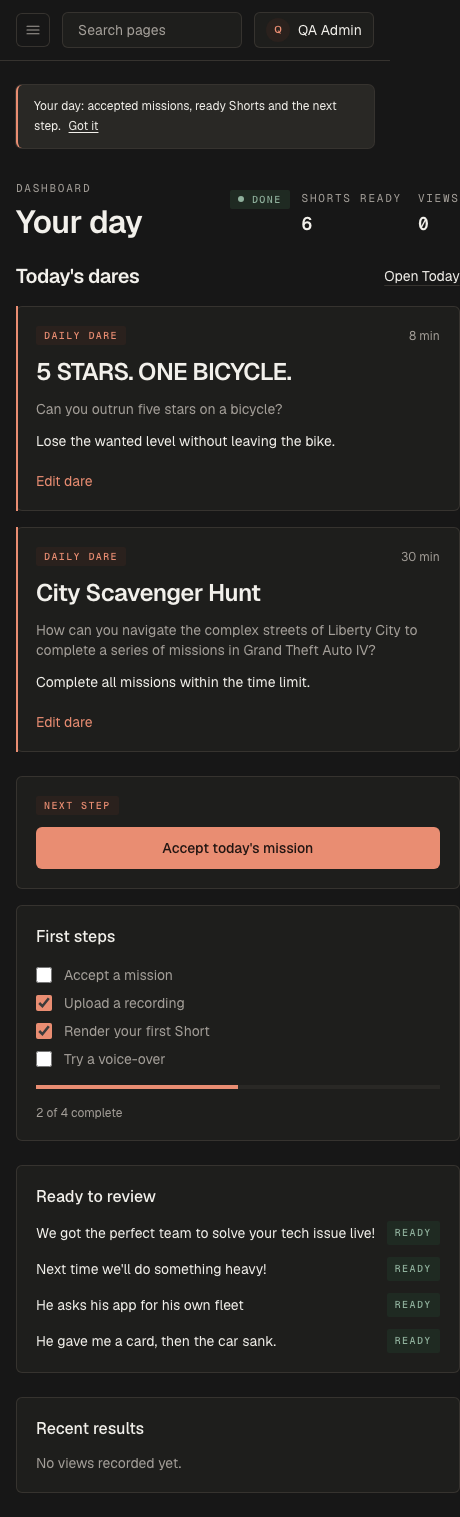 Search pages
Q
QA Admin
Your day: accepted missions, ready Shorts and the next
step. Got it
DASHBOARD
Your day
DONE
SHORTS READY
6
VIEWS
0
Today's dares
Open Today
DAILY DARE
8 min
5 STARS. ONE BICYCLE.
Can you outrun five stars on a bicycle?
Lose the wanted level without leaving the bike.
Edit dare
DAILY DARE
30 min
City Scavenger Hunt
How can you navigate the complex streets of Liberty City to
complete a series of missions in Grand Theft Auto IV?
Complete all missions within the time limit.
Edit dare
NEXT STEP
Accept today's mission
First steps
Accept a mission
Upload a recording
Render your first Short
Try a voice-over
2 of 4 complete
Ready to review
We got the perfect team to solve your tech issue live!
READY
Next time we'll do something heavy!
READY
He asks his app for his own fleet
READY
He gave me a card, then the car sank.
READY
Recent results
No views recorded yet.